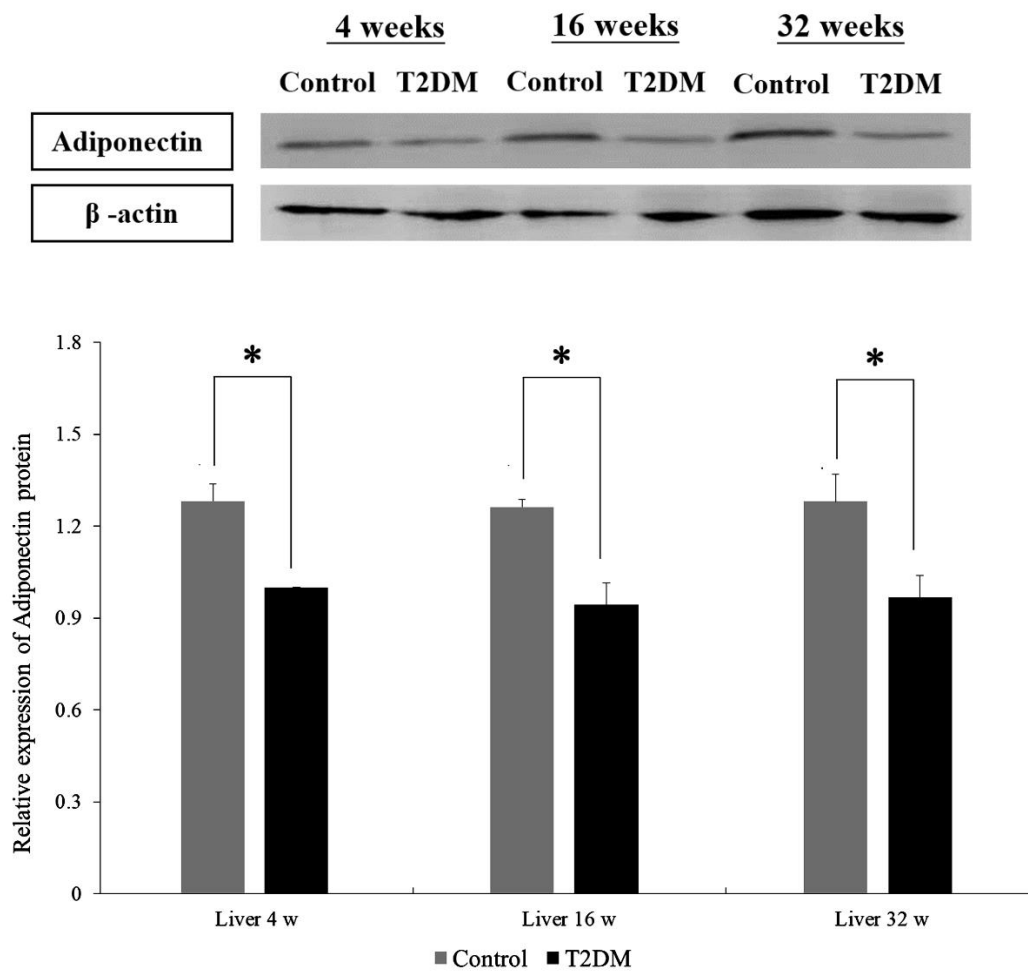 4 weeks 16 weeks 32 weeks
Control T2DM Control T2DM Control T2DM
Adiponectin
β -actin
Relative expression of Adiponectin protein
1.8
1.5
1.2
0.9
0.6
0.3
0
* * *
Liver 4 w Liver 16 w Liver 32 w
Control T2DM